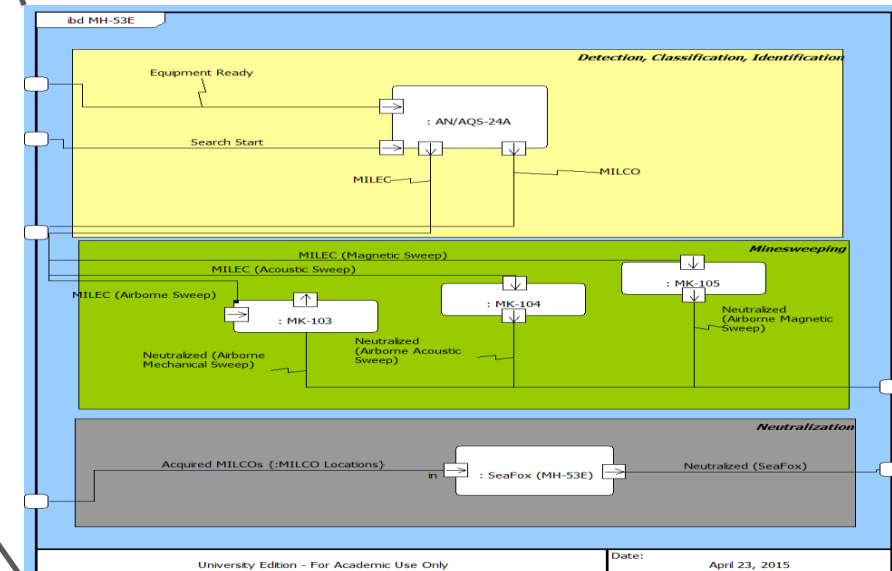 ibd MH-53E
Detection, Classification, Identification
Equipment Ready
: AN/AQS-24A
Search Start
MILEC
MILCO
Minesweeping
MILEC (Magnetic Sweep)
MILEC (Acoustic Sweep)
: MK-105
MILEC (Airborne Sweep)
: MK-104
: MK-103
Neutralized
(Airborne Magnetic
Sweep)
Neutralized
(Airborne Acoustic
Sweep)
Neutralized (Airborne
Mechanical Sweep)
Neutralization
Acquired MILCOs {:MILCO Locations}
in
: SeaFox (MH-53E)
Neutralized (SeaFox)
University Edition - For Academic Use Only
Date:
April 23, 2015